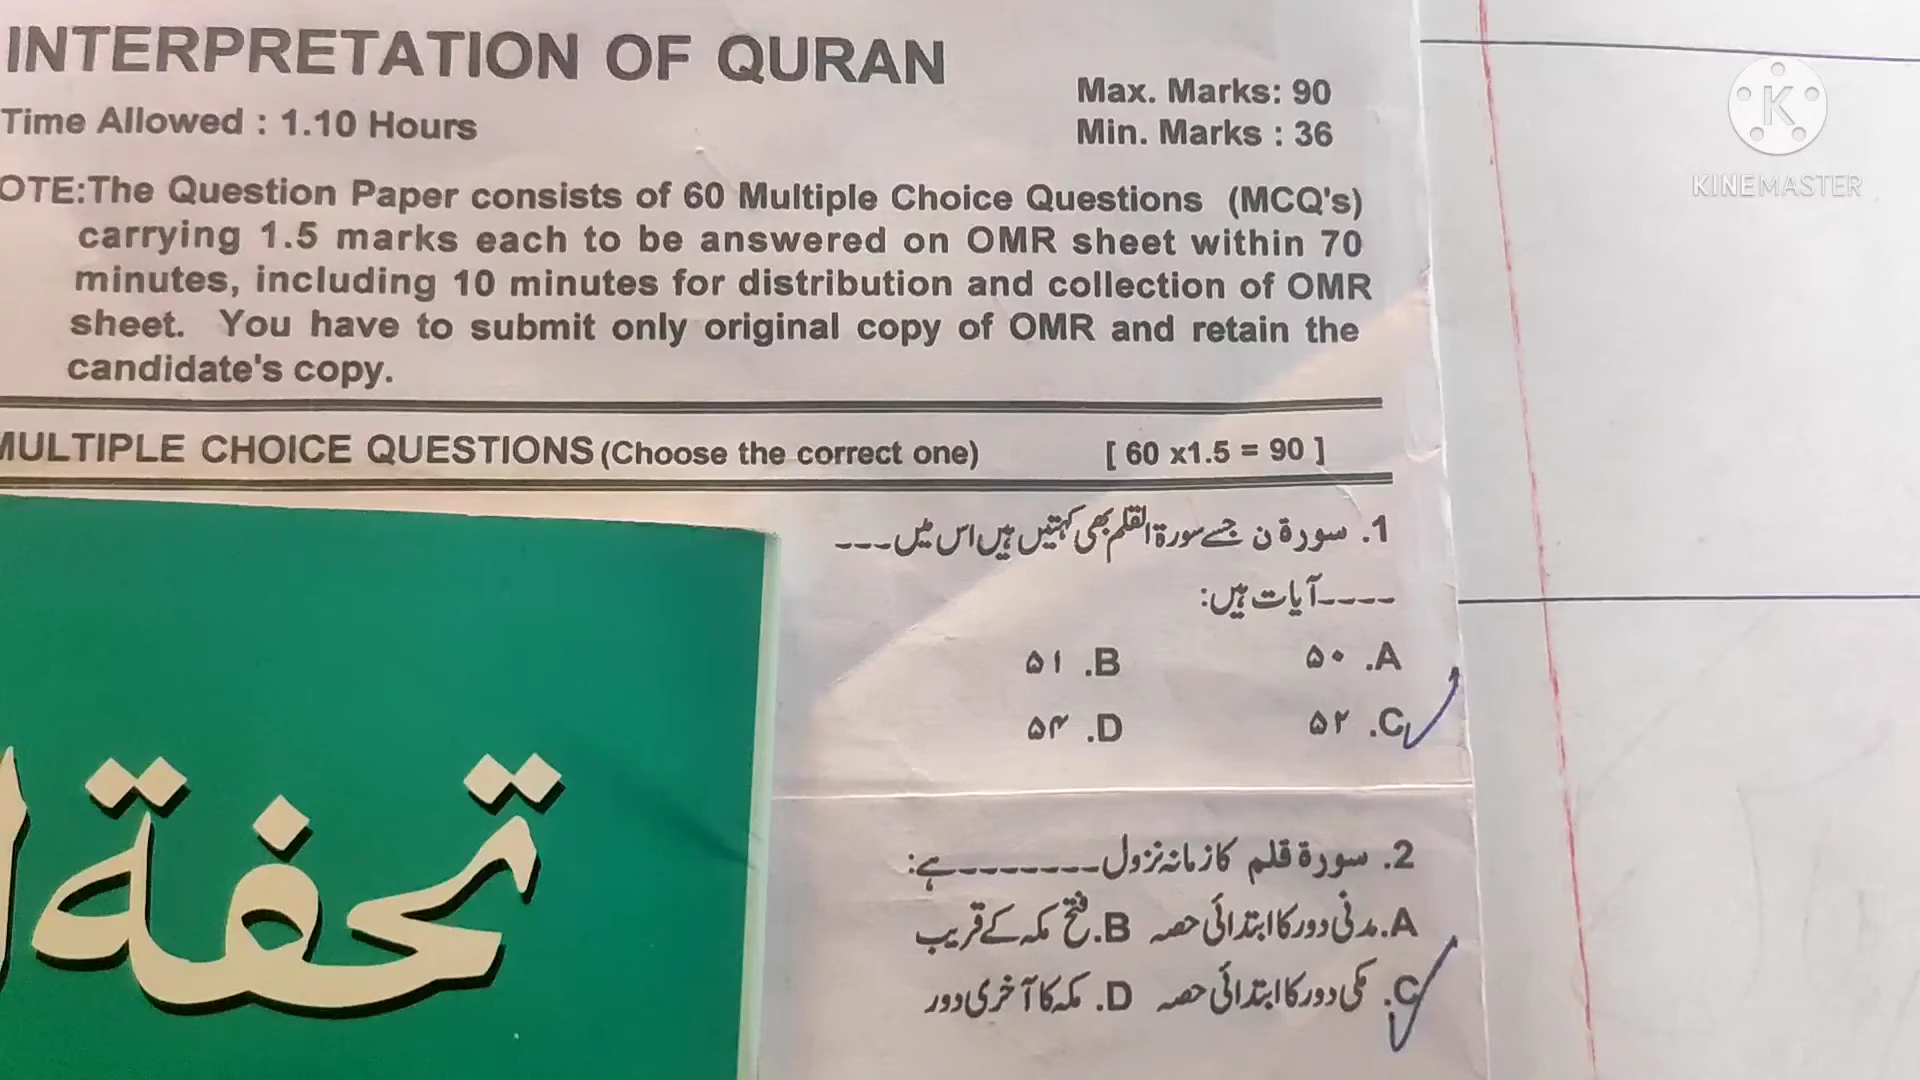 INTERPRETATION OF QURAN
Time Allowed : 1.10 Hours
Max. Marks: 90
Min. Marks : 36
OTE:The Question Paper consists of 60 Multiple Choice Questions (MCQ's)
carrying 1.5 marks each to be answered on OMR sheet within 70
minutes, including 10 minutes for distribution and collection of OMR
sheet. You have to submit only original copy of OMR and retain the
candidate's copy.
MULTIPLE CHOICE QUESTIONS (Choose the correct one) [ 60 x1.5 = 90 ]
1. سورة ن جسے سورة القلم بھی کہتیں ہیں اس میں ---
----آیات ہیں:
A. ۵۰ B. ۵۱
C. ۵۲ D. ۵۴
2. سورة قلم کا زمانہ نزول--------ہے:
A. مدنی دور کا ابتدائی حصہ B. فتح مکہ کے قریب
C. مکی دور کا ابتدائی حصہ D. مکہ کا آخری دور
تحفة
K
KINEMASTER